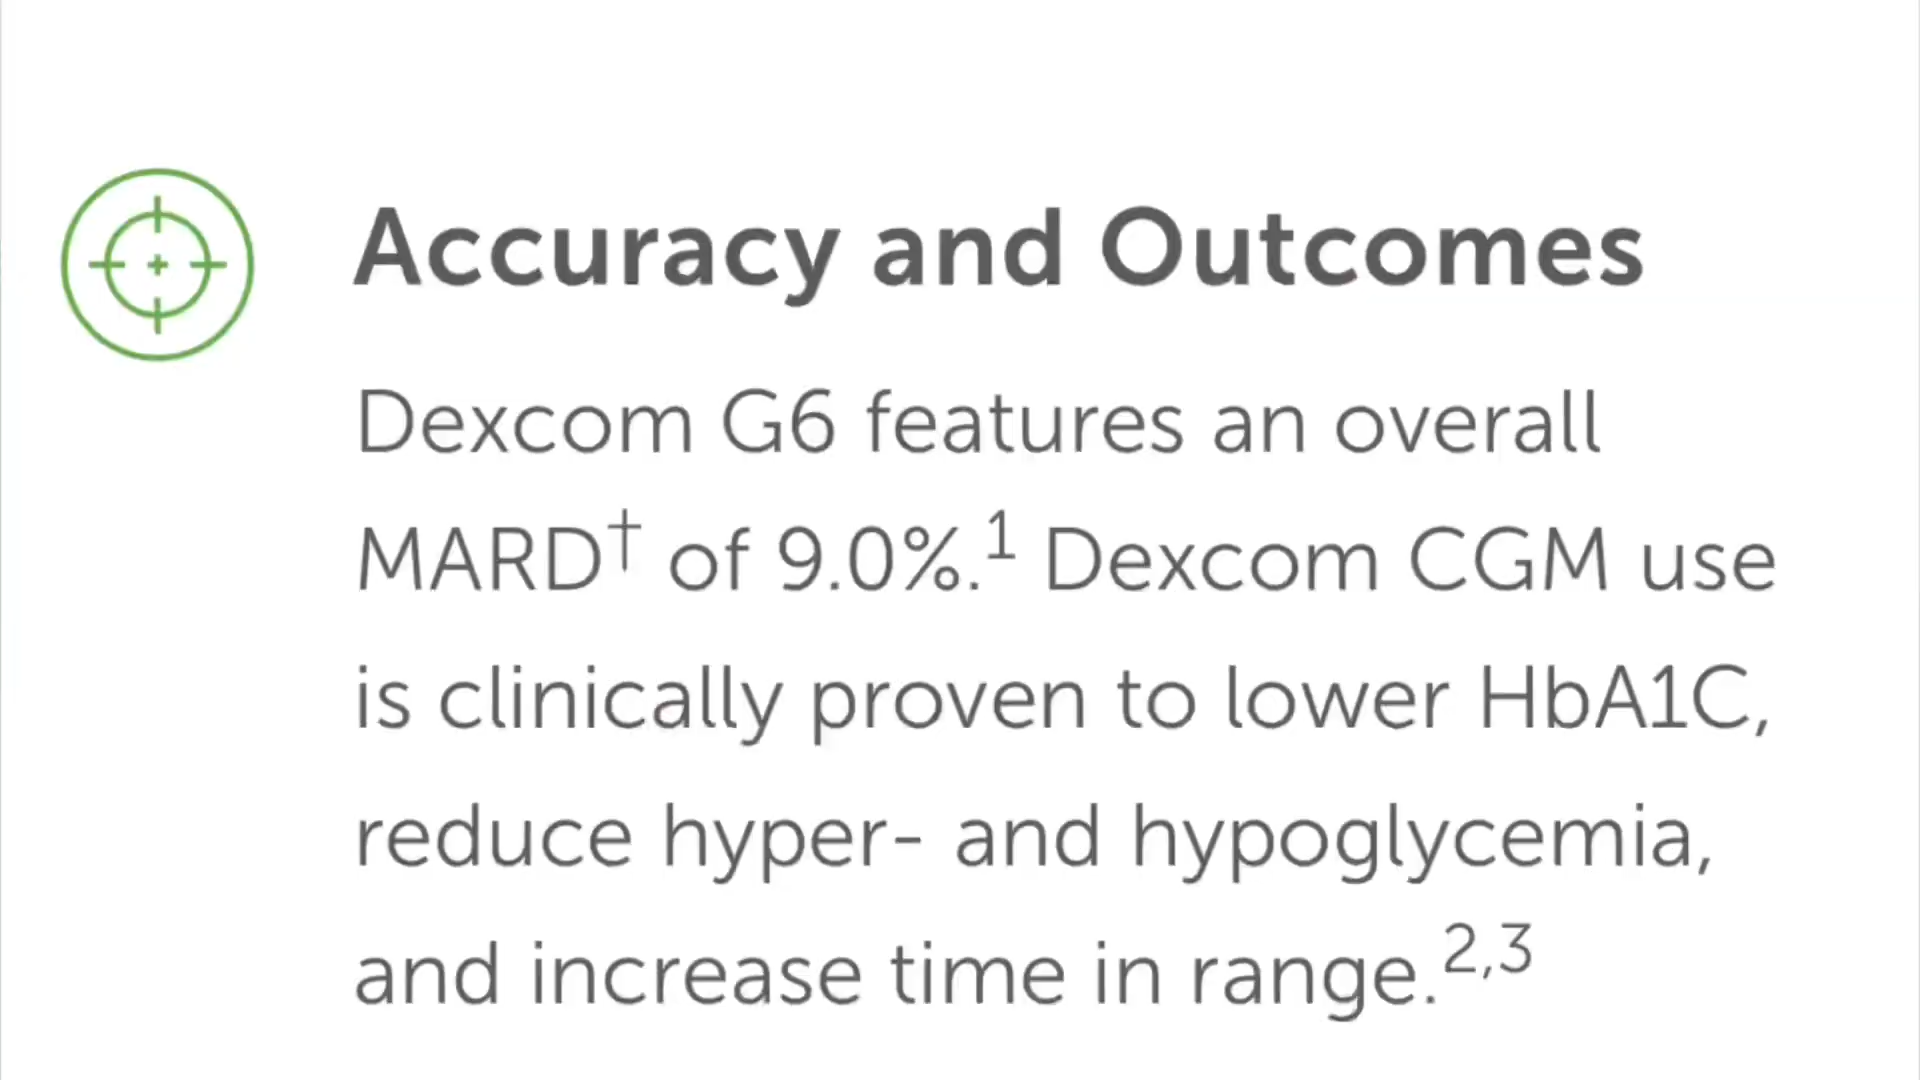 Accuracy and Outcomes
Dexcom G6 features an overall
MARD† of 9.0%.¹ Dexcom CGM use
is clinically proven to lower HbA1C,
reduce hyper- and hypoglycemia,
and increase time in range.²,³